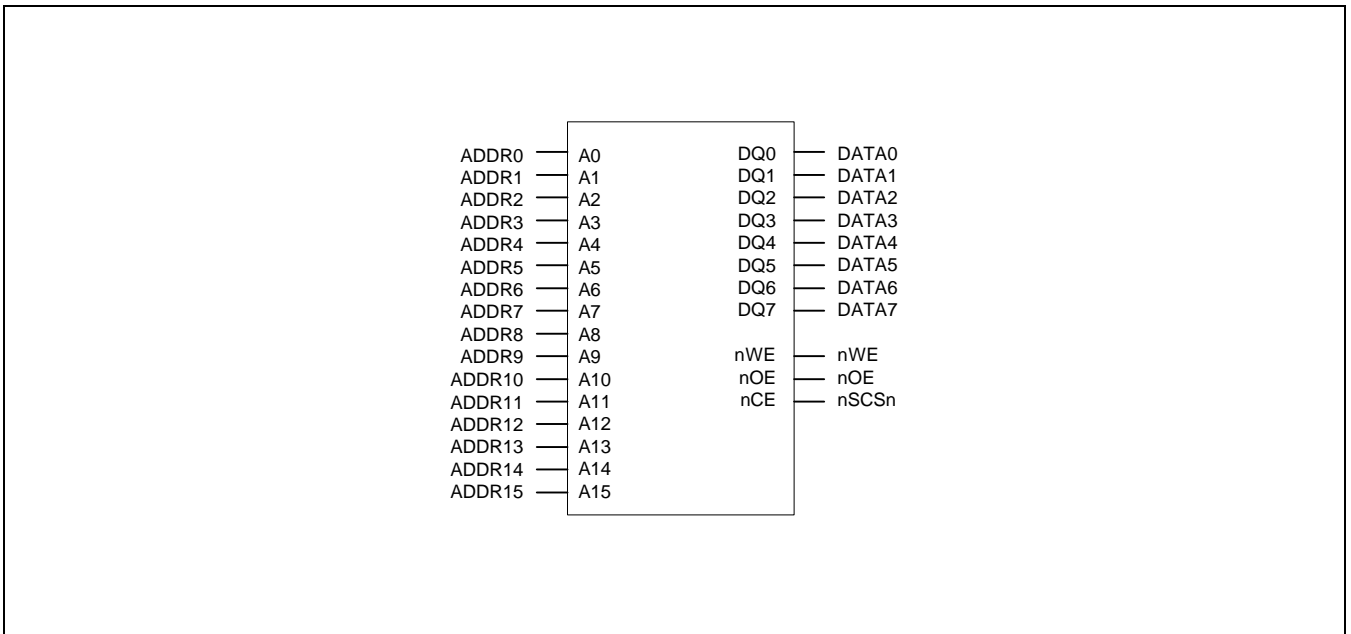 ADDR0 A0 DQ0 DATA0
ADDR1 A1 DQ1 DATA1
ADDR2 A2 DQ2 DATA2
ADDR3 A3 DQ3 DATA3
ADDR4 A4 DQ4 DATA4
ADDR5 A5 DQ5 DATA5
ADDR6 A6 DQ6 DATA6
ADDR7 A7 DQ7 DATA7
ADDR8 A8
ADDR9 A9 nWE nWE
ADDR10 A10 nOE nOE
ADDR11 A11 nCE nSCSn
ADDR12 A12
ADDR13 A13
ADDR14 A14
ADDR15 A15